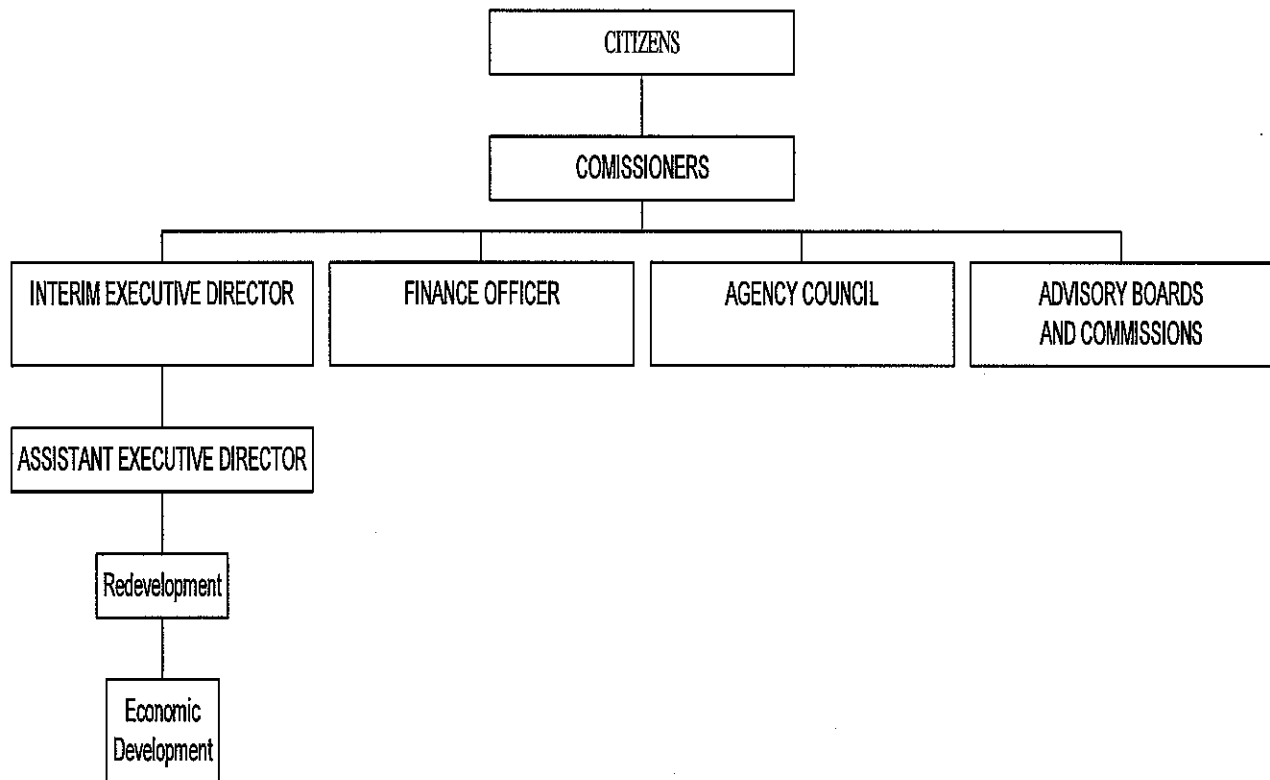 CITIZENS
COMISSIONERS
INTERIM EXECUTIVE DIRECTOR
FINANCE OFFICER
AGENCY COUNCIL
ADVISORY BOARDS
AND COMMISSIONS
ASSISTANT EXECUTIVE DIRECTOR
Redevelopment
Economic
Development